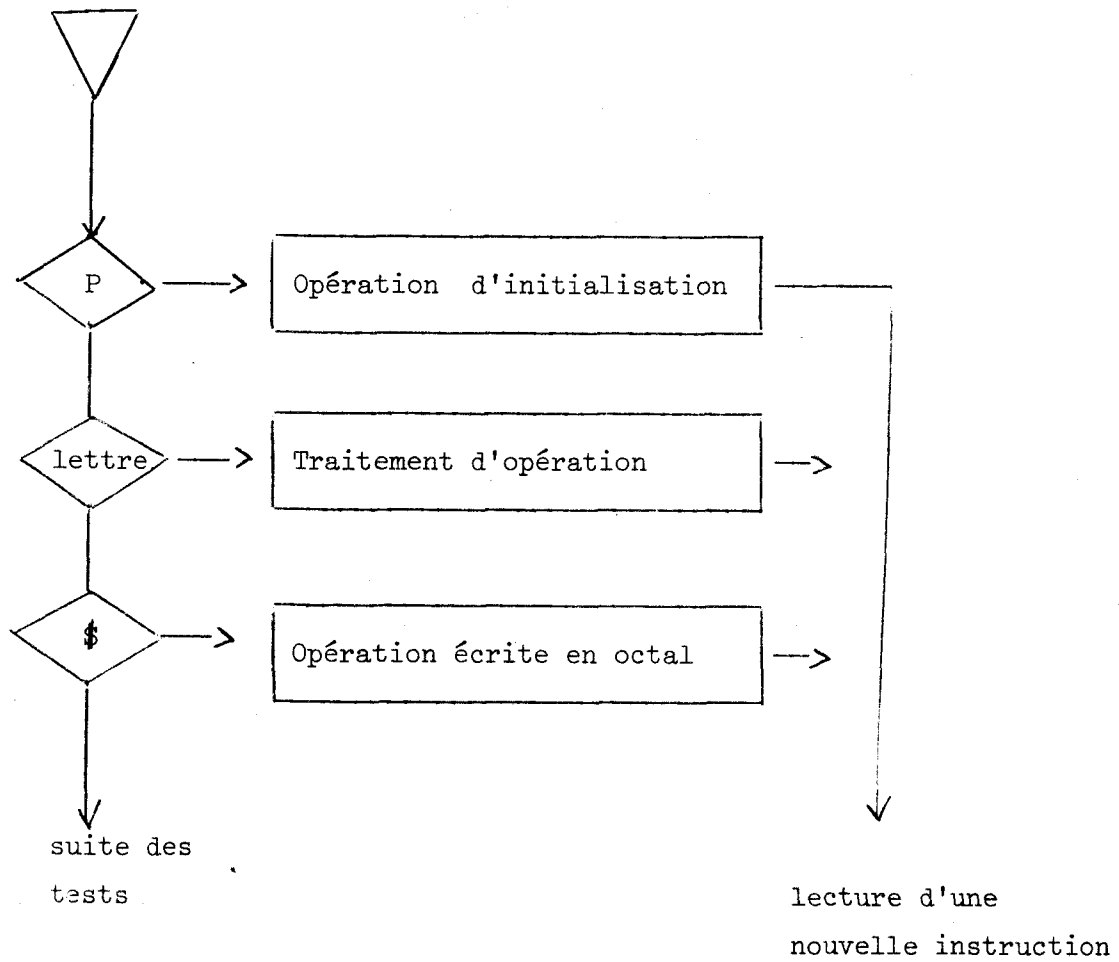 P
Opération d'initialisation
lettre
Traitement d'opération
$
Opération écrite en octal
suite des
tests
lecture d'une
nouvelle instruction